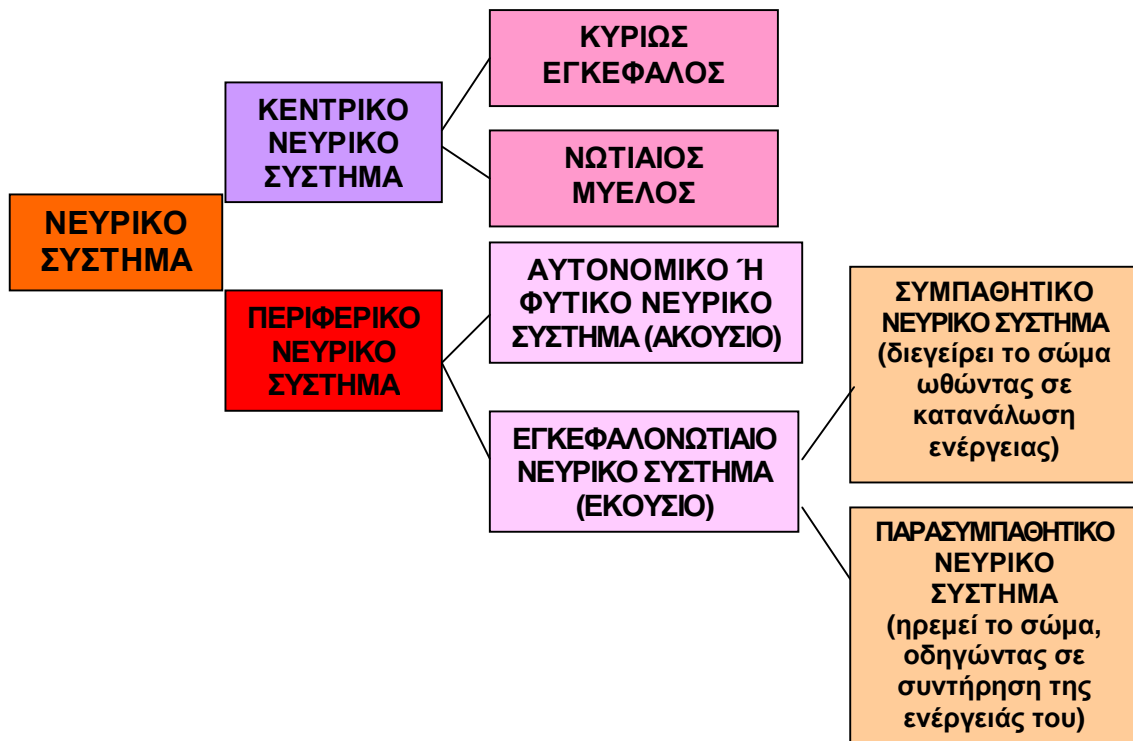 ΝΕΥΡΙΚΟ
ΣΥΣΤΗΜΑ
ΚΕΝΤΡΙΚΟ
ΝΕΥΡΙΚΟ
ΣΥΣΤΗΜΑ
ΚΥΡΙΩΣ
ΕΓΚΕΦΑΛΟΣ
ΝΩΤΙΑΙΟΣ
ΜΥΕΛΟΣ
ΠΕΡΙΦΕΡΙΚΟ
ΝΕΥΡΙΚΟ
ΣΥΣΤΗΜΑ
ΑΥΤΟΝΟΜΙΚΟ Ή
ΦΥΤΙΚΟ ΝΕΥΡΙΚΟ
ΣΥΣΤΗΜΑ (ΑΚΟΥΣΙΟ)
ΕΓΚΕΦΑΛΟΝΩΤΙΑΙΟ
ΝΕΥΡΙΚΟ ΣΥΣΤΗΜΑ
(ΕΚΟΥΣΙΟ)
ΣΥΜΠΑΘΗΤΙΚΟ
ΝΕΥΡΙΚΟ ΣΥΣΤΗΜΑ
(διεγείρει το σώμα
ωθώντας σε
κατανάλωση
ενέργειας)
ΠΑΡΑΣΥΜΠΑΘΗΤΙΚΟ
ΝΕΥΡΙΚΟ
ΣΥΣΤΗΜΑ
(ηρεμεί το σώμα,
οδηγώντας σε
συντήρηση της
ενέργειάς του)